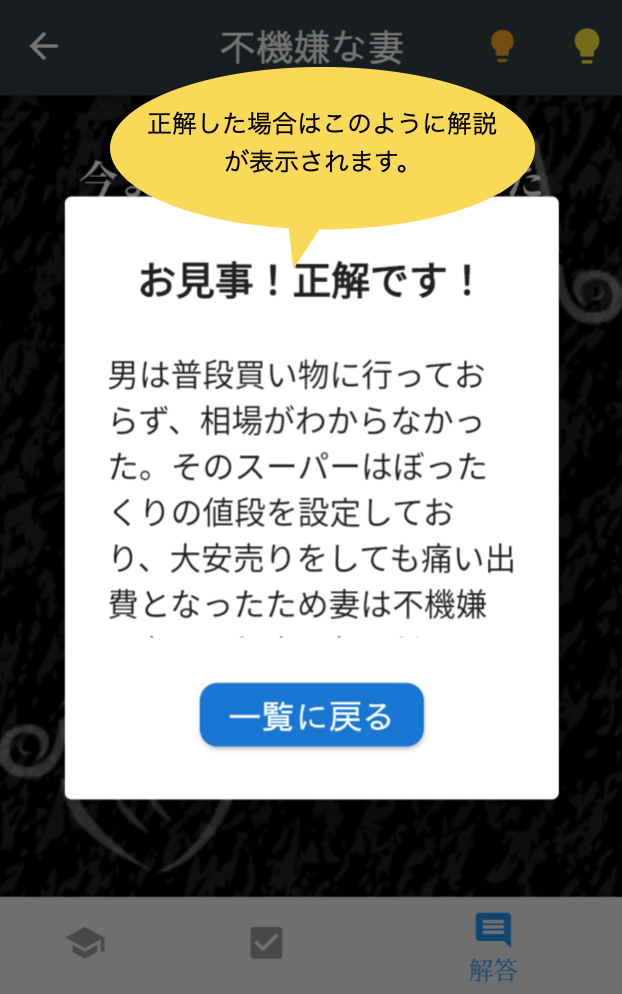 不機嫌な妻
正解した場合はこのように解説
が表示されます。
お見事！正解です！
男は普段買い物に行ってお
らず、相場がわからなかっ
た。そのスーパーはぼった
くりの値段を設定してお
り、大安売りをしても痛い出
費となったため妻は不機嫌
一覧に戻る
解答